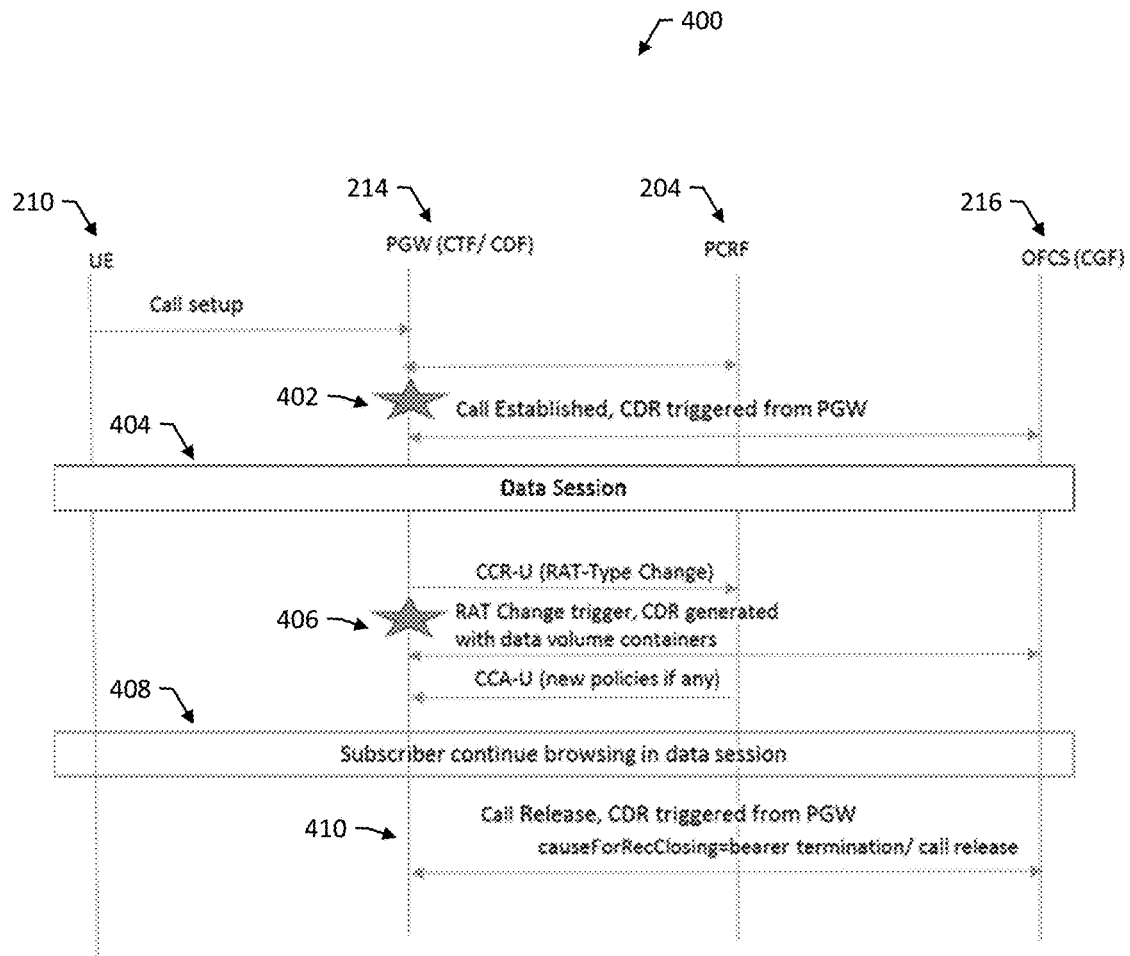 400
210
214
204
216
UE
PGW (CTF/ CDF)
PCRF
OFCS (CGF)
Call setup
402
Call Established, CDR triggered from PGW
404
Data Session
CCR-U (RAT-Type Change)
406
RAT Change trigger, CDR generated
with data volume containers
CCA-U (new policies if any)
408
Subscriber continue browsing in data session
Call Release, CDR triggered from PGW
410
causeForRecClosing=bearer termination/ call release